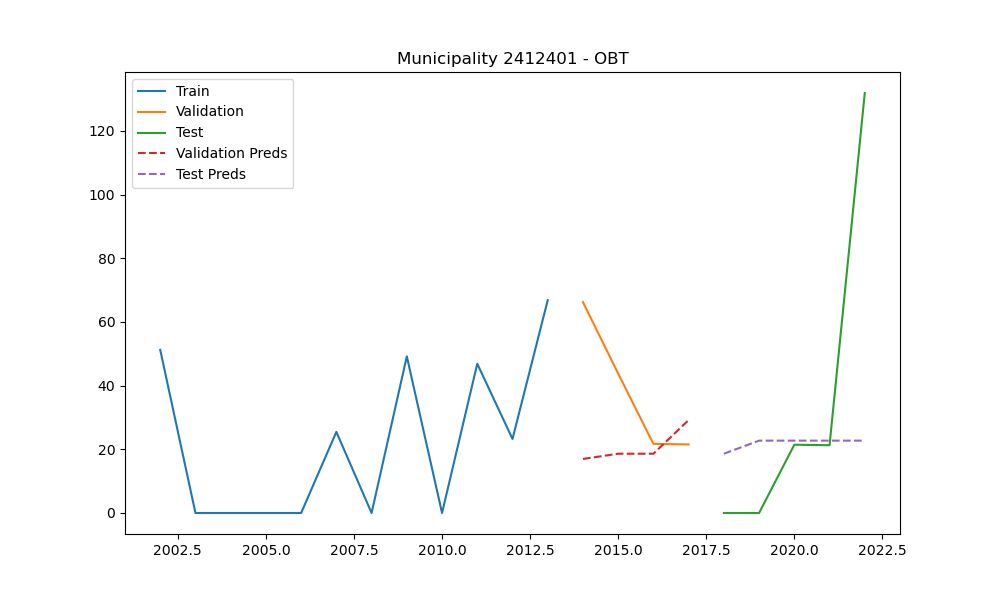 Municipality 2412401 - OBT
Train
Validation
Test
Validation Preds
Test Preds
120
100
80
60
40
20
0
2002.5 2005.0 2007.5 2010.0 2012.5 2015.0 2017.5 2020.0 2022.5